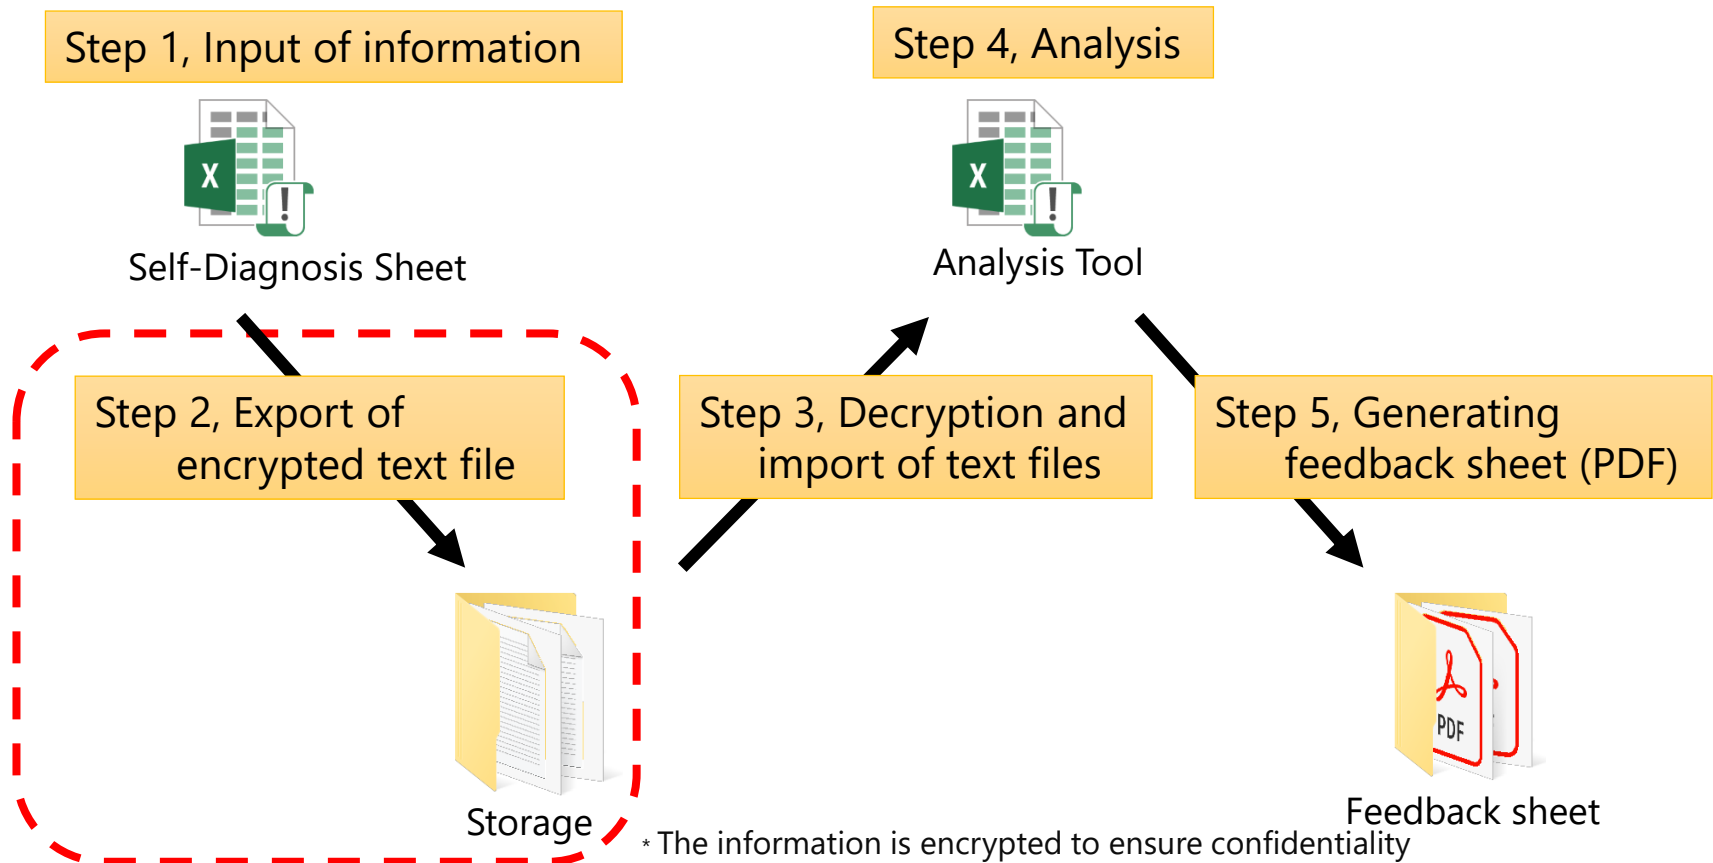 Step 1, Input of information
X
Self-Diagnosis Sheet
Step 2, Export of
encrypted text file
Storage
Step 3, Decryption and
import of text files
Step 4, Analysis
X
Analysis Tool
Step 5, Generating
feedback sheet (PDF)
PDF
Feedback sheet
* The information is encrypted to ensure confidentiality